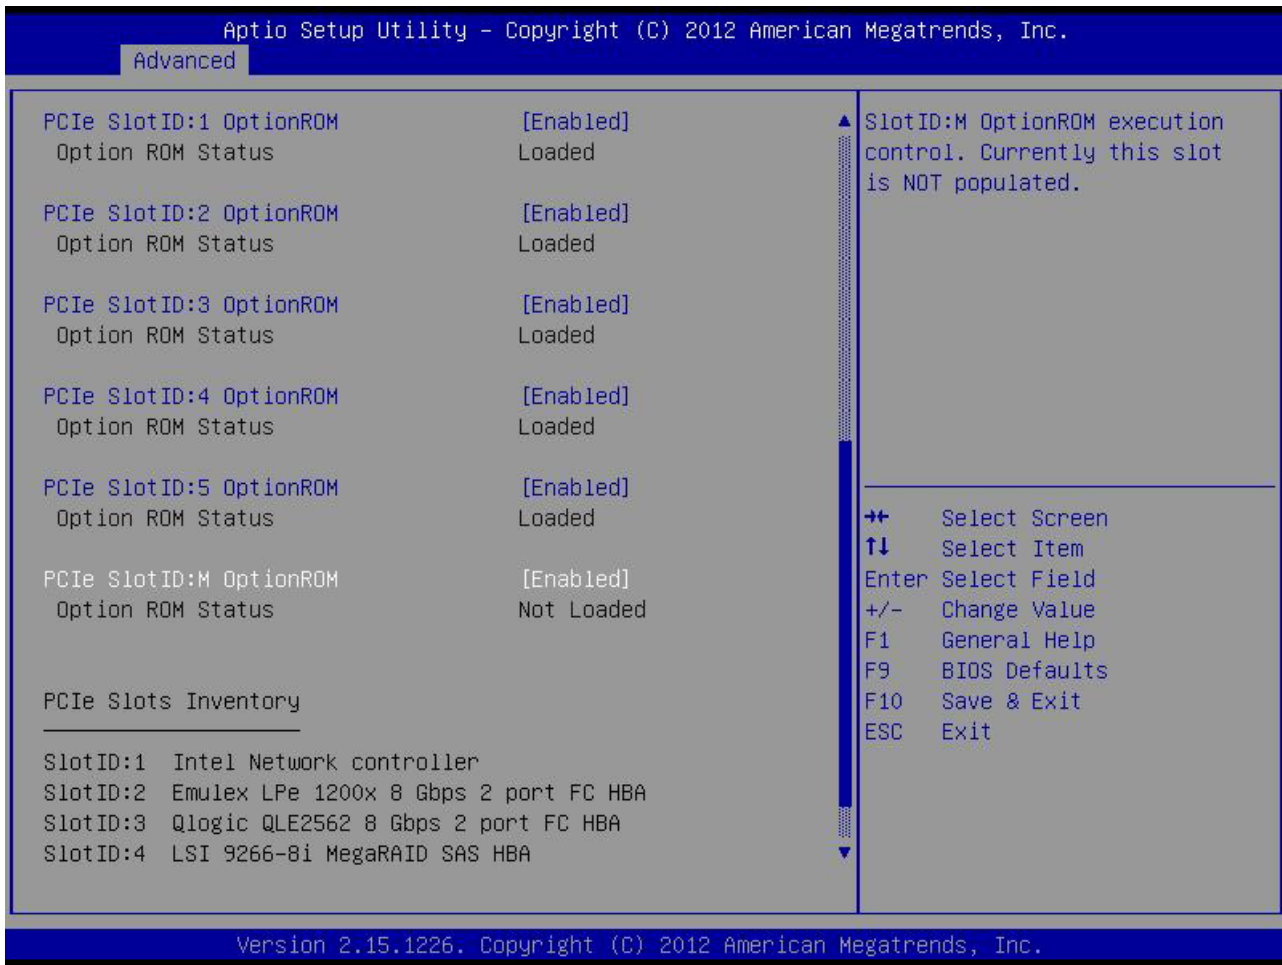 Aptio Setup Utility – Copyright (C) 2012 American Megatrends, Inc.
Advanced
PCIe SlotID:1 OptionROM [Enabled]
Option ROM Status Loaded
PCIe SlotID:2 OptionROM [Enabled]
Option ROM Status Loaded
PCIe SlotID:3 OptionROM [Enabled]
Option ROM Status Loaded
PCIe SlotID:4 OptionROM [Enabled]
Option ROM Status Loaded
PCIe SlotID:5 OptionROM [Enabled]
Option ROM Status Loaded
PCIe SlotID:M OptionROM [Enabled]
Option ROM Status Not Loaded
PCIe Slots Inventory
SlotID:1 Intel Network controller
SlotID:2 Emulex LPe 1200x 8 Gbps 2 port FC HBA
SlotID:3 Qlogic QLE2562 8 Gbps 2 port FC HBA
SlotID:4 LSI 9266-8i MegaRAID SAS HBA
SlotID:M OptionROM execution
control. Currently this slot
is NOT populated.
→← Select Screen
↑↓ Select Item
Enter Select Field
+/- Change Value
F1 General Help
F9 BIOS Defaults
F10 Save & Exit
ESC Exit
Version 2.15.1226. Copyright (C) 2012 American Megatrends, Inc.